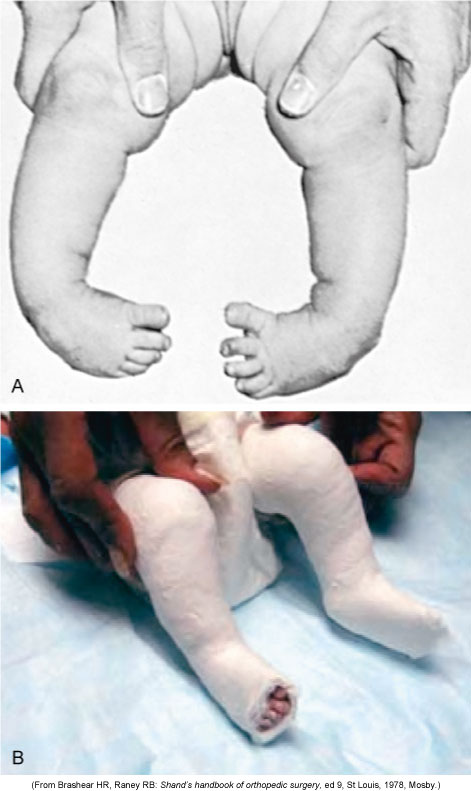 A
B
(From Brashear HR, Raney RB: Shand's handbook of orthopedic surgery, ed 9, St Louis, 1978, Mosby.)